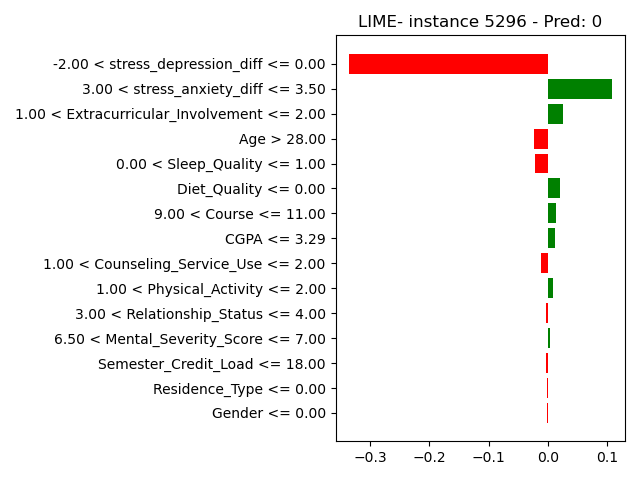 LIME- instance 5296 - Pred: 0
-2.00 < stress_depression_diff <= 0.00
3.00 < stress_anxiety_diff <= 3.50
1.00 < Extracurricular_Involvement <= 2.00
Age > 28.00
0.00 < Sleep_Quality <= 1.00
Diet_Quality <= 0.00
9.00 < Course <= 11.00
CGPA <= 3.29
1.00 < Counseling_Service_Use <= 2.00
1.00 < Physical_Activity <= 2.00
3.00 < Relationship_Status <= 4.00
6.50 < Mental_Severity_Score <= 7.00
Semester_Credit_Load <= 18.00
Residence_Type <= 0.00
Gender <= 0.00
−0.3 −0.2 −0.1 0.0 0.1